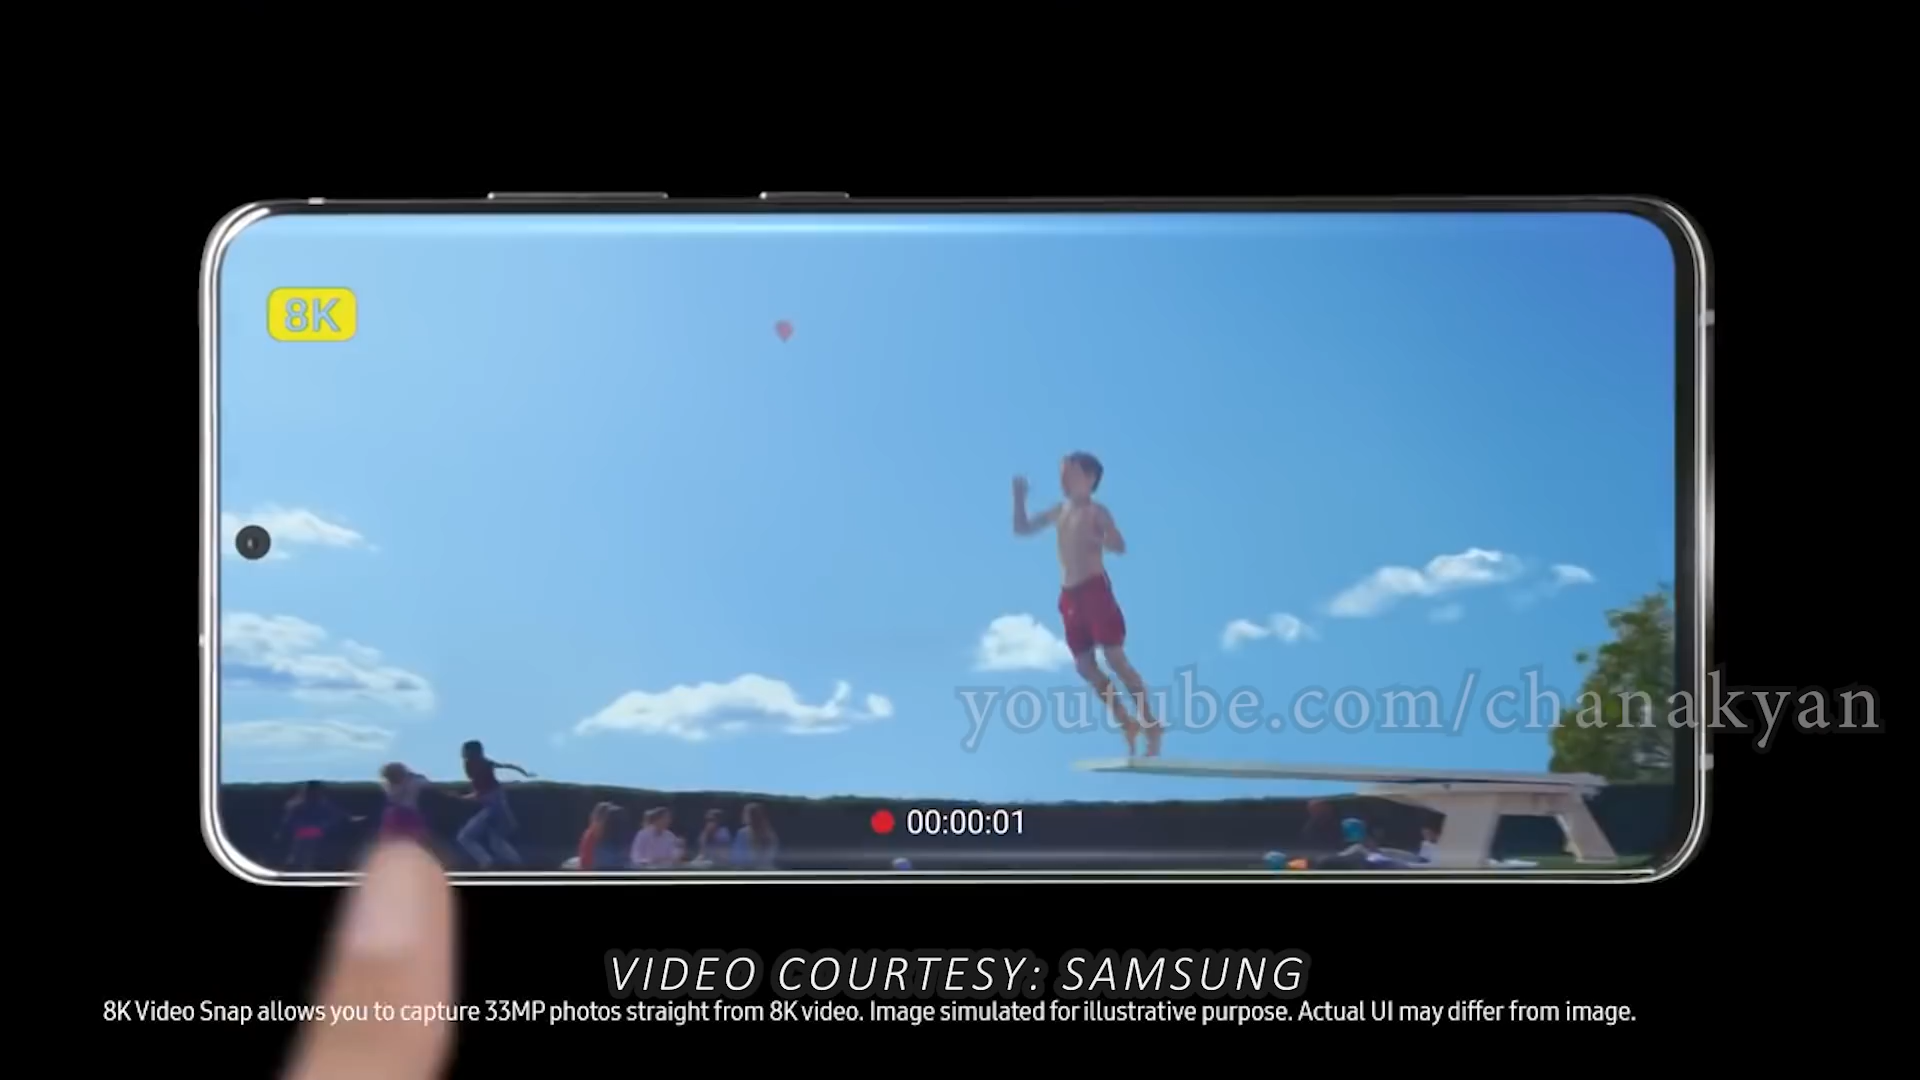 8K
youtube.com/chanakyan
00:00:01
VIDEO COURTESY: SAMSUNG
8K Video Snap allows you to capture 33MP photos straight from 8K video. Image simulated for illustrative purpose. Actual UI may differ from image.